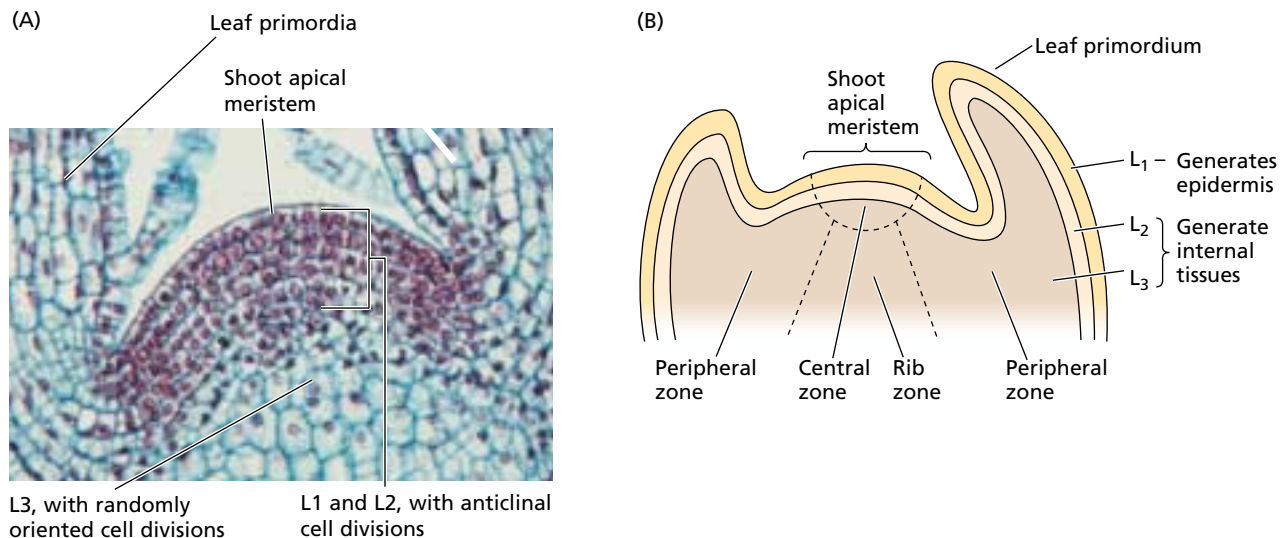 (A)
Leaf primordia
Shoot apical
meristem
L3, with randomly
oriented cell divisions
L1 and L2, with anticlinal
cell divisions
(B)
Leaf primordium
Shoot
apical
meristem
L1 – Generates
epidermis
L2
L3
Generate
internal
tissues
Peripheral
zone
Central
zone
Rib
zone
Peripheral
zone